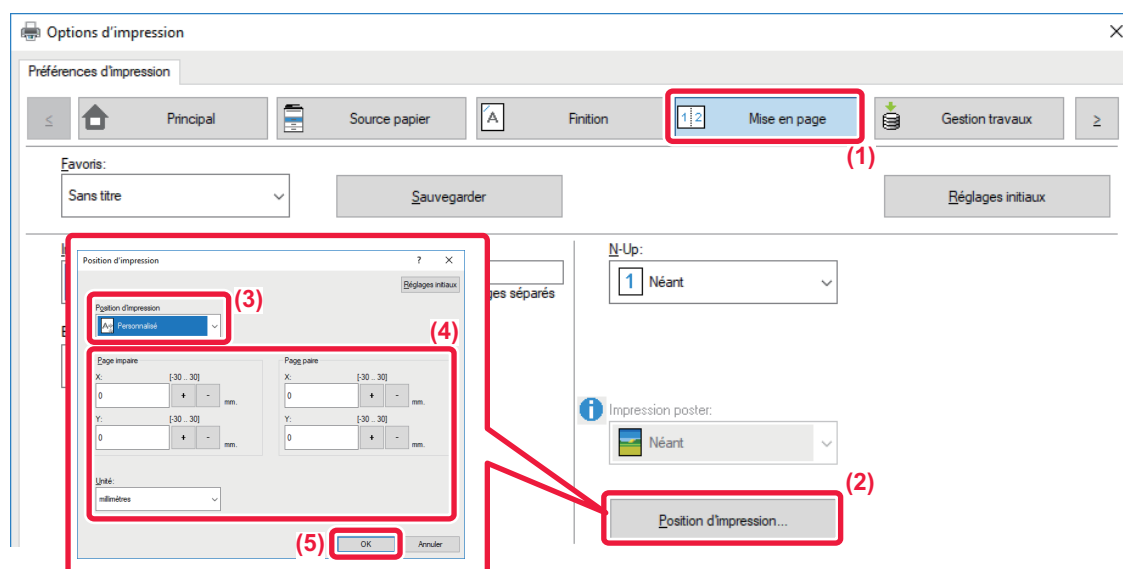 Options d'impression
Préférences d'impression
Principal
Source papier
Finition
Mise en page
Gestion travaux
(1)
Favoris:
Sans titre
Sauvegarder
Réglages initiaux
Position d'impression
Réglages initiaux
Position d'impression
(3)
Personnalisé
(4)
Page impaire
Page paire
X: [-30 .. 30]
X: [-30 .. 30]
0 + - mm.
0 + - mm.
Y: [-30 .. 30]
Y: [-30 .. 30]
0 + - mm.
0 + - mm.
Unité:
millimètres
(5)
OK
Annuler
séparés
N-Up:
1 Néant
Impression poster:
Néant
(2)
Position d'impression...